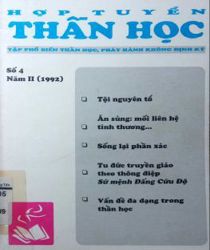 HỢP TUYỂN
THẦN HỌC
TẬP PHỔ BIẾN THẦN HỌC, PHÁT HÀNH KHÔNG ĐỊNH KỲ
Số 4
Năm II (1992)
Tội nguyên tổ
Ân sủng: mối liên hệ
tình thương...
Sống lại phần xác
Tu đức truyền giáo
theo thông điệp
Sứ mệnh Đấng Cứu Độ
Vấn đề đa dạng trong
thần học